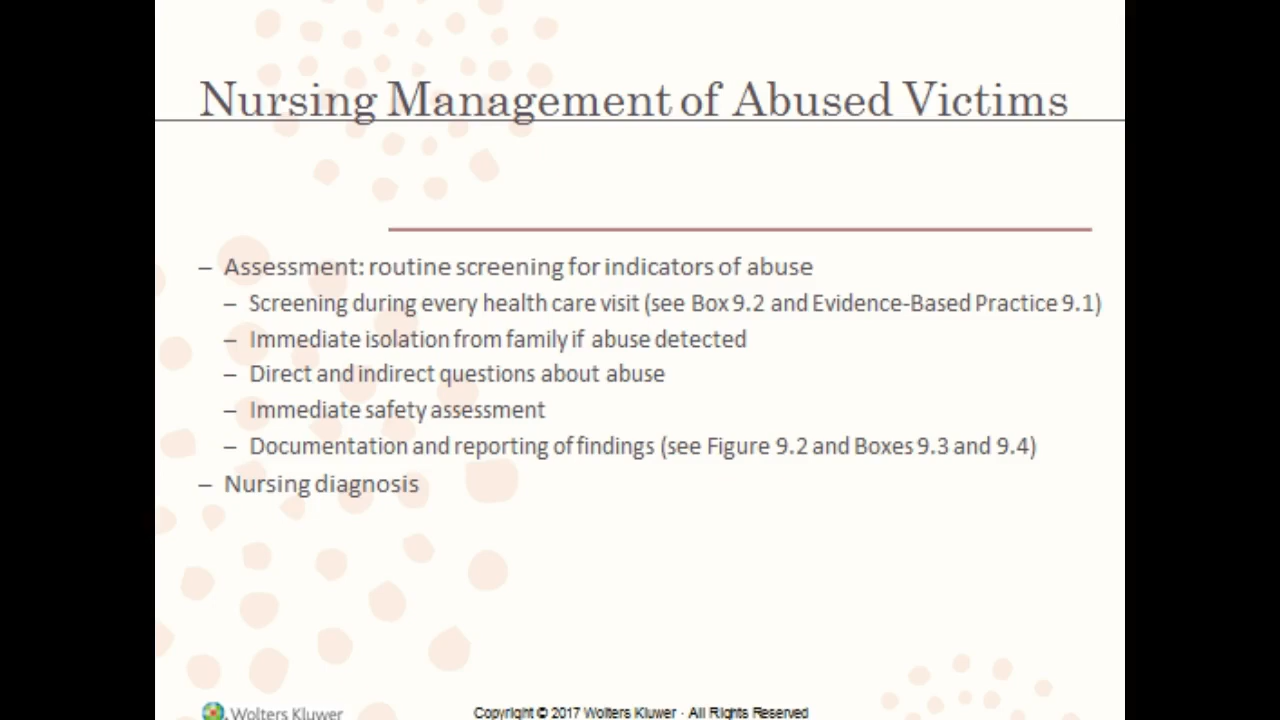 Nursing Management of Abused Victims
– Assessment: routine screening for indicators of abuse
– Screening during every health care visit (see Box 9.2 and Evidence-Based Practice 9.1)
– Immediate isolation from family if abuse detected
– Direct and indirect questions about abuse
– Immediate safety assessment
– Documentation and reporting of findings (see Figure 9.2 and Boxes 9.3 and 9.4)
– Nursing diagnosis
Wolters Kluwer
Copyright © 2017 Wolters Kluwer · All Rights Reserved